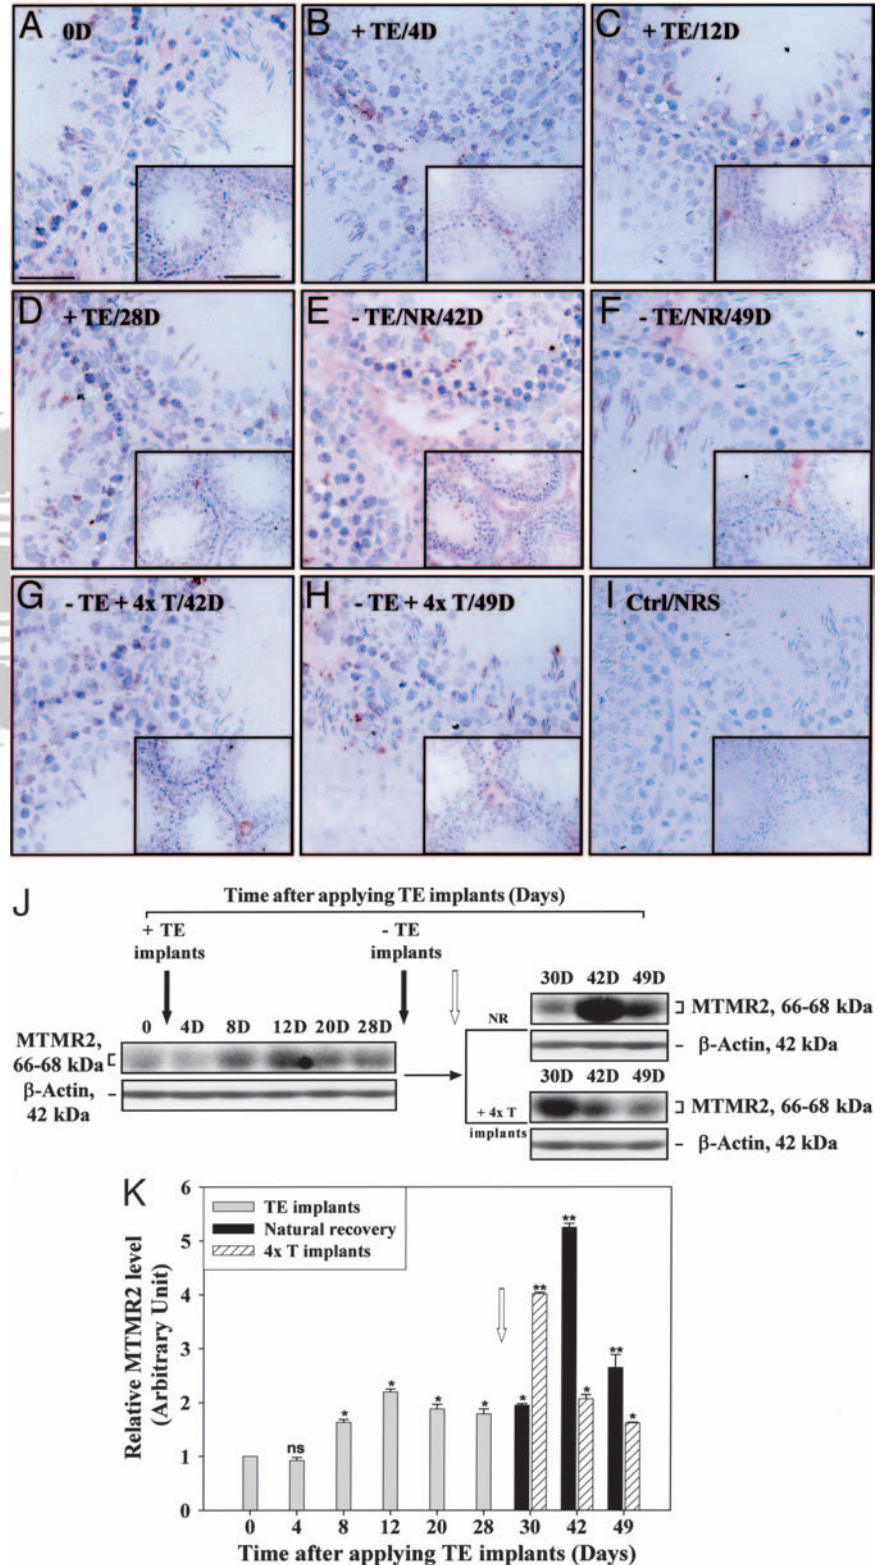 A 0D
B + TE/4D
C + TE/12D
D + TE/28D
E - TE/NR/42D
F - TE/NR/49D
G - TE + 4x T/42D
H - TE + 4x T/49D
I Ctrl/NRS
J
Time after applying TE implants (Days)
+ TE
implants
- TE
implants
0 4D 8D 12D 20D 28D
MTMR2,
66-68 kDa
β-Actin,
42 kDa
NR
30D 42D 49D
MTMR2, 66-68 kDa
β-Actin, 42 kDa
+ 4x T
implants
30D 42D 49D
MTMR2, 66-68 kDa
β-Actin, 42 kDa
K
TE implants
Natural recovery
4x T implants
Relative MTMR2 level
(Arbitrary Unit)
6
5
4
3
2
1
0
ns
*
*
*
*
*
**
**
*
**
*
0 4 8 12 20 28 30 42 49
Time after applying TE implants (Days)